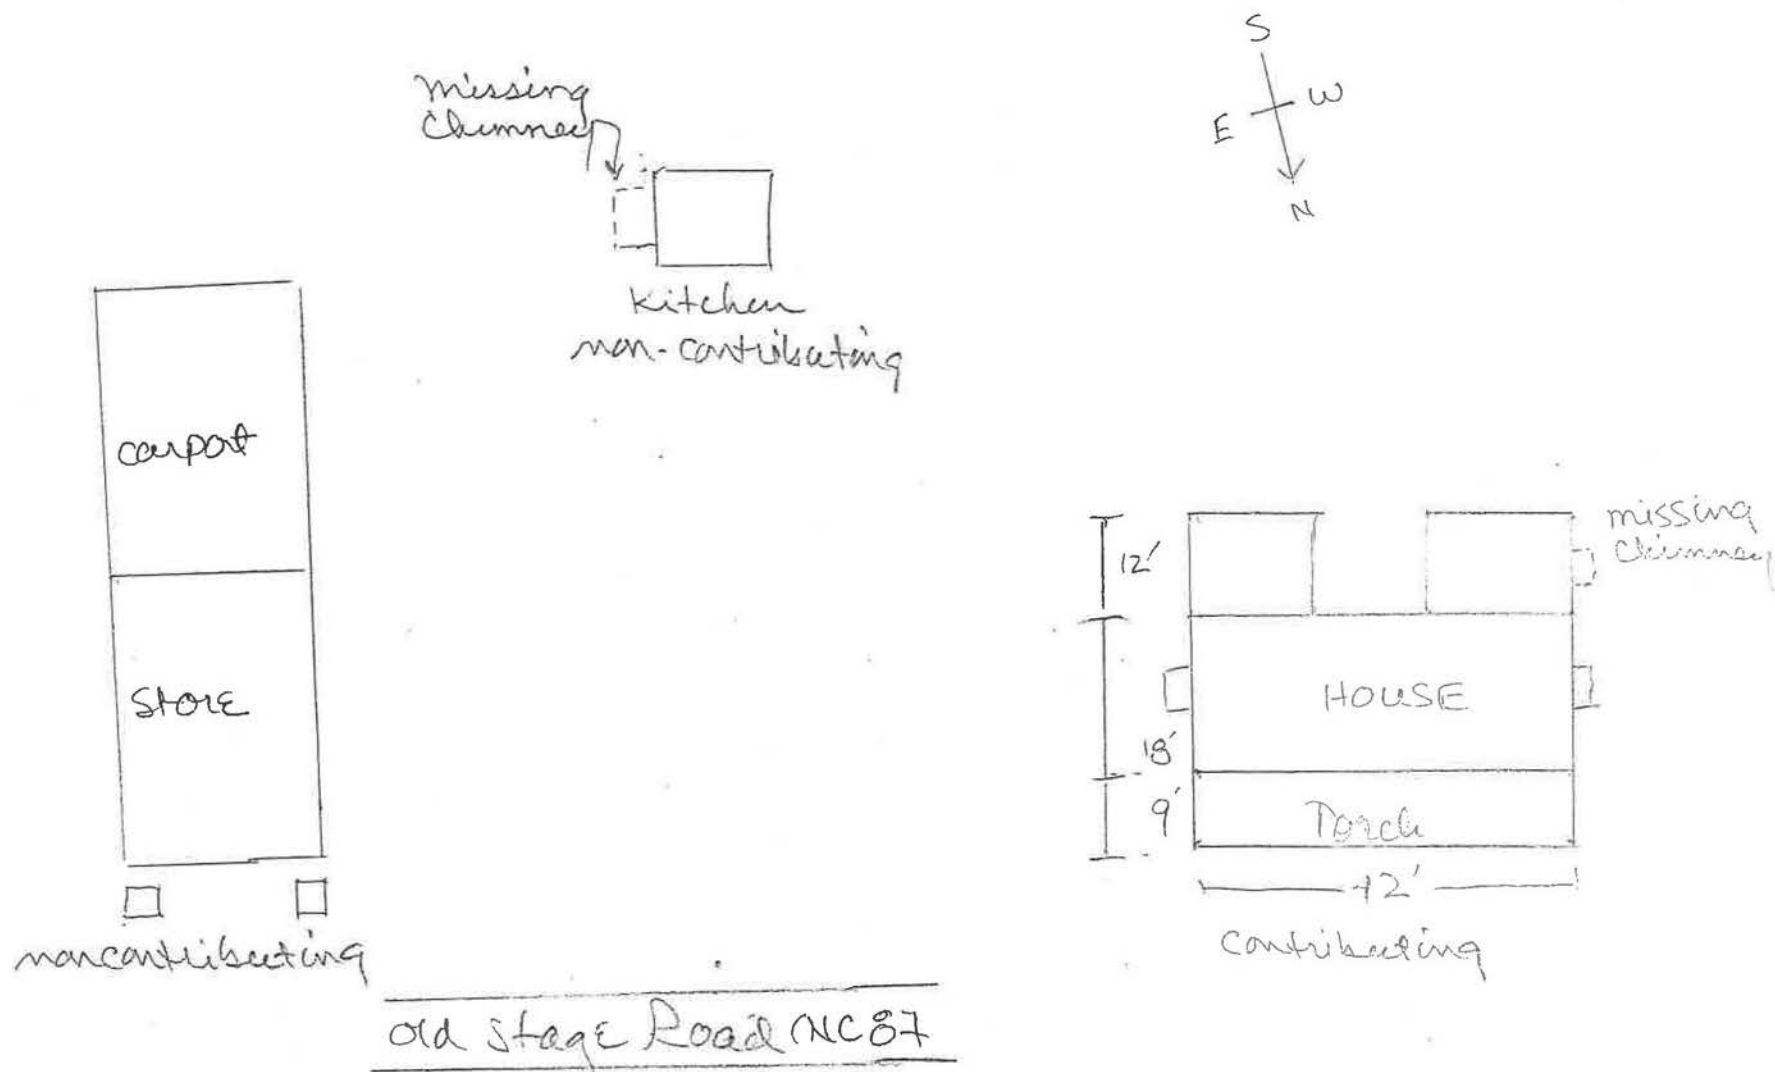 S
E
W
N
missing
chimney
kitchen
non-contributing
carport
store
noncontributing
12'
18'
9'
missing
chimney
HOUSE
Porch
42'
contributing
old stage Road NC87